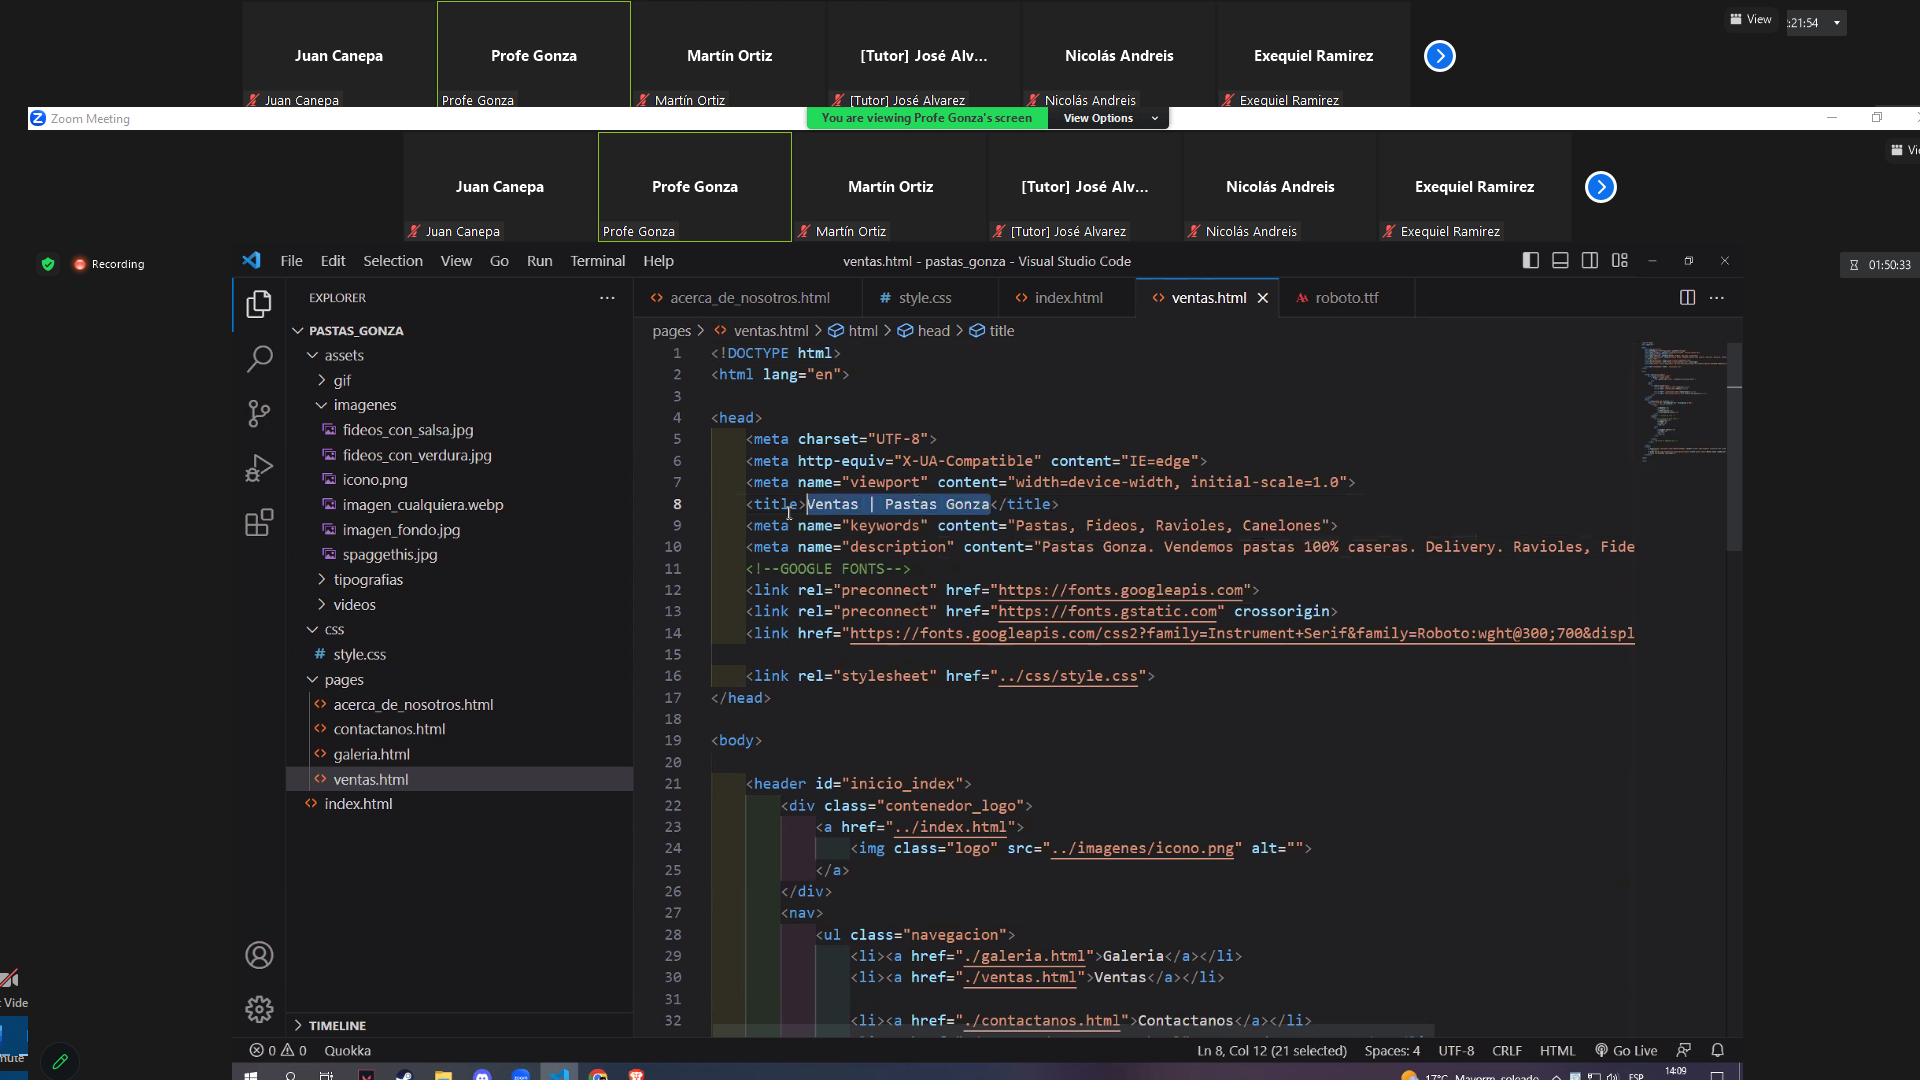 View
:21:54
Juan Canepa
Profe Gonza
Martín Ortiz
[Tutor] José Alv...
Nicolás Andreis
Exequiel Ramirez
Juan Canepa
Profe Gonza
Martín Ortiz
[Tutor] José Alvarez
Nicolás Andreis
Exequiel Ramirez
Zoom Meeting
You are viewing Profe Gonza's screen
View Options
Juan Canepa
Profe Gonza
Martín Ortiz
[Tutor] José Alv...
Nicolás Andreis
Exequiel Ramirez
Juan Canepa
Profe Gonza
Martín Ortiz
[Tutor] José Alvarez
Nicolás Andreis
Exequiel Ramirez
Recording
01:50:33
File Edit Selection View Go Run Terminal Help
ventas.html - pastas_gonza - Visual Studio Code
EXPLORER
PASTAS_GONZA
assets
gif
imagenes
fideos_con_salsa.jpg
fideos_con_verdura.jpg
icono.png
imagen_cualquiera.webp
imagen_fondo.jpg
spaggethis.jpg
tipografias
videos
css
style.css
pages
acerca_de_nosotros.html
contactanos.html
galeria.html
ventas.html
index.html
TIMELINE
acerca_de_nosotros.html
style.css
index.html
ventas.html
roboto.ttf
pages > ventas.html > html > head > title
1 <!DOCTYPE html>
2 <html lang="en">
3
4 <head>
5 <meta charset="UTF-8">
6 <meta http-equiv="X-UA-Compatible" content="IE=edge">
7 <meta name="viewport" content="width=device-width, initial-scale=1.0">
8 <title>Ventas | Pastas Gonza</title>
9 <meta name="keywords" content="Pastas, Fideos, Ravioles, Canelones">
10 <meta name="description" content="Pastas Gonza. Vendemos pastas 100% caseras. Delivery. Ravioles, Fide
11 <!--GOOGLE FONTS-->
12 <link rel="preconnect" href="https://fonts.googleapis.com">
13 <link rel="preconnect" href="https://fonts.gstatic.com" crossorigin>
14 <link href="https://fonts.googleapis.com/css2?family=Instrument+Serif&family=Roboto:wght@300;700&displ
15
16 <link rel="stylesheet" href="../css/style.css">
17 </head>
18
19 <body>
20
21 <header id="inicio_index">
22 <div class="contenedor_logo">
23 <a href="../index.html">
24 <img class="logo" src="../imagenes/icono.png" alt="">
25 </a>
26 </div>
27 <nav>
28 <ul class="navegacion">
29 <li><a href="./galeria.html">Galeria</a></li>
30 <li><a href="./ventas.html">Ventas</a></li>
31
32 <li><a href="./contactanos.html">Contactanos</a></li>
0 0 Quokka
Ln 8, Col 12 (21 selected) Spaces: 4 UTF-8 CRLF HTML Go Live
17°C Mayorm. soleado
ESP
14:09